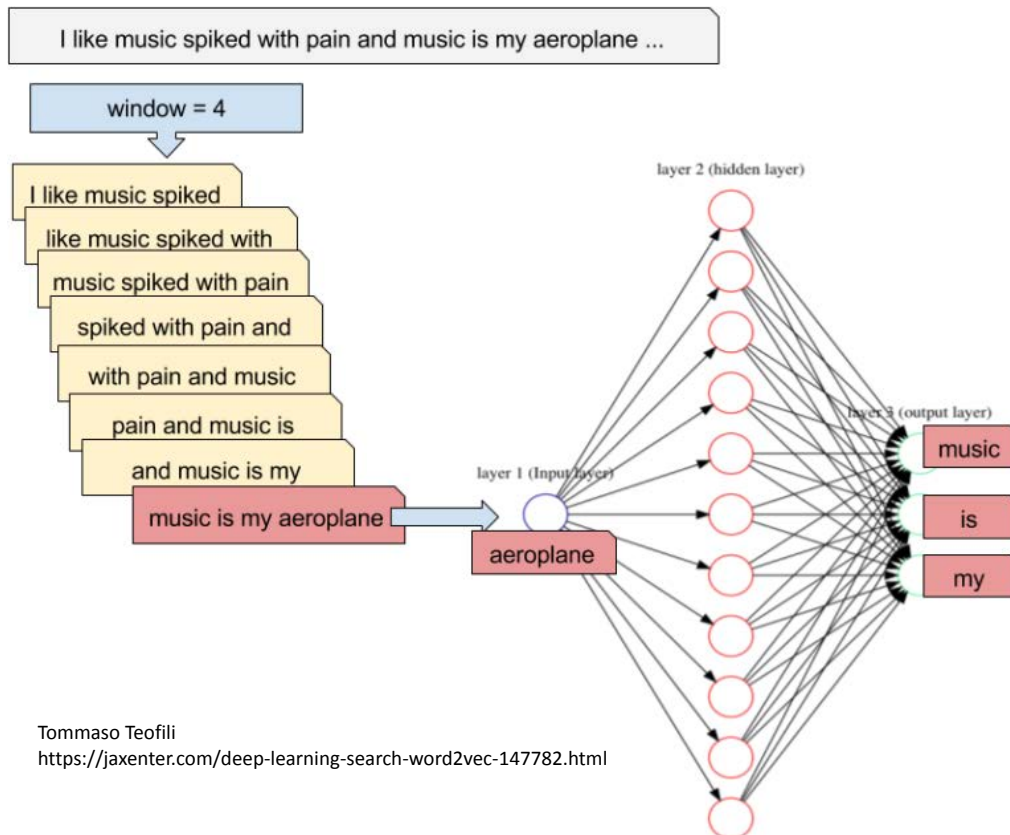 I like music spiked with pain and music is my aeroplane ...
window = 4
I like music spiked
like music spiked with
music spiked with pain
spiked with pain and
with pain and music
pain and music is
and music is my
music is my aeroplane
layer 1 (Input layer)
aeroplane
layer 2 (hidden layer)
layer 3 (output layer)
music
is
my
Tommaso Teofili
https://jaxenter.com/deep-learning-search-word2vec-147782.html